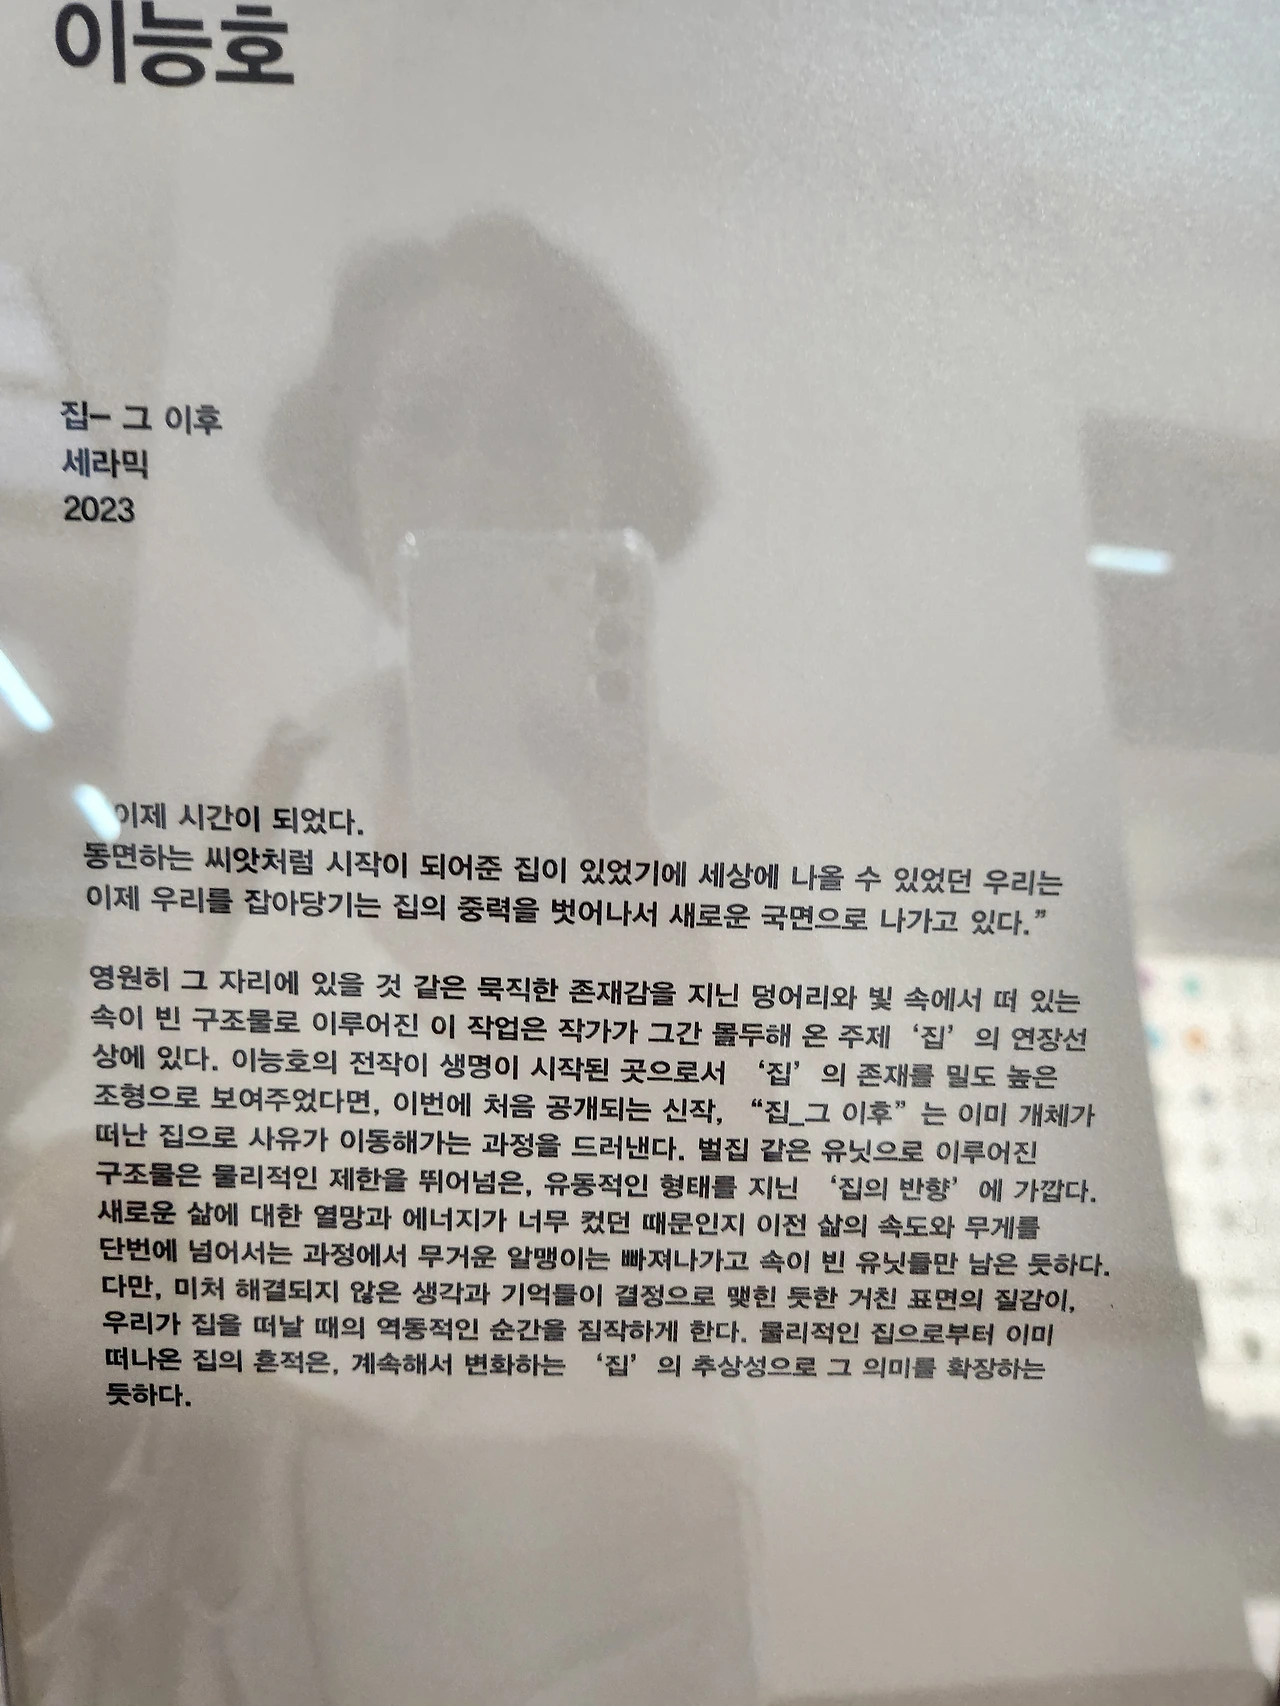 이능호
집– 그 이후
세라믹
2023
이제 시간이 되었다.
동면하는 씨앗처럼 시작이 되어준 집이 있었기에 세상에 나올 수 있었던 우리는
이제 우리를 잡아당기는 집의 중력을 벗어나서 새로운 국면으로 나가고 있다.”
영원히 그 자리에 있을 것 같은 묵직한 존재감을 지닌 덩어리와 빛 속에서 떠 있는
속이 빈 구조물로 이루어진 이 작업은 작가가 그간 몰두해 온 주제 ‘집’ 의 연장선
상에 있다. 이능호의 전작이 생명이 시작된 곳으로서 ‘집’ 의 존재를 밀도 높은
조형으로 보여주었다면, 이번에 처음 공개되는 신작, “집_그 이후” 는 이미 개체가
떠난 집으로 사유가 이동해가는 과정을 드러낸다. 벌집 같은 유닛으로 이루어진
구조물은 물리적인 제한을 뛰어넘은, 유동적인 형태를 지닌 ‘집의 반향’ 에 가깝다.
새로운 삶에 대한 열망과 에너지가 너무 컸던 때문인지 이전 삶의 속도와 무게를
단번에 넘어서는 과정에서 무거운 알맹이는 빠져나가고 속이 빈 유닛들만 남은 듯하다.
다만, 미처 해결되지 않은 생각과 기억들이 결정으로 맺힌 듯한 거친 표면의 질감이,
우리가 집을 떠날 때의 역동적인 순간을 짐작하게 한다. 물리적인 집으로부터 이미
떠나온 집의 흔적은, 계속해서 변화하는 ‘집’ 의 추상성으로 그 의미를 확장하는
듯하다.